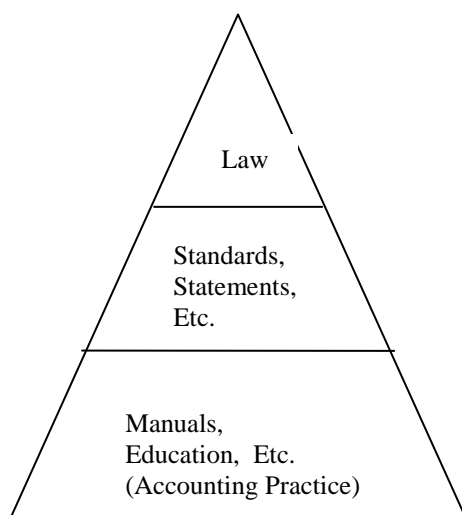 Law
Standards,
Statements,
Etc.
Manuals,
Education, Etc.
(Accounting Practice)